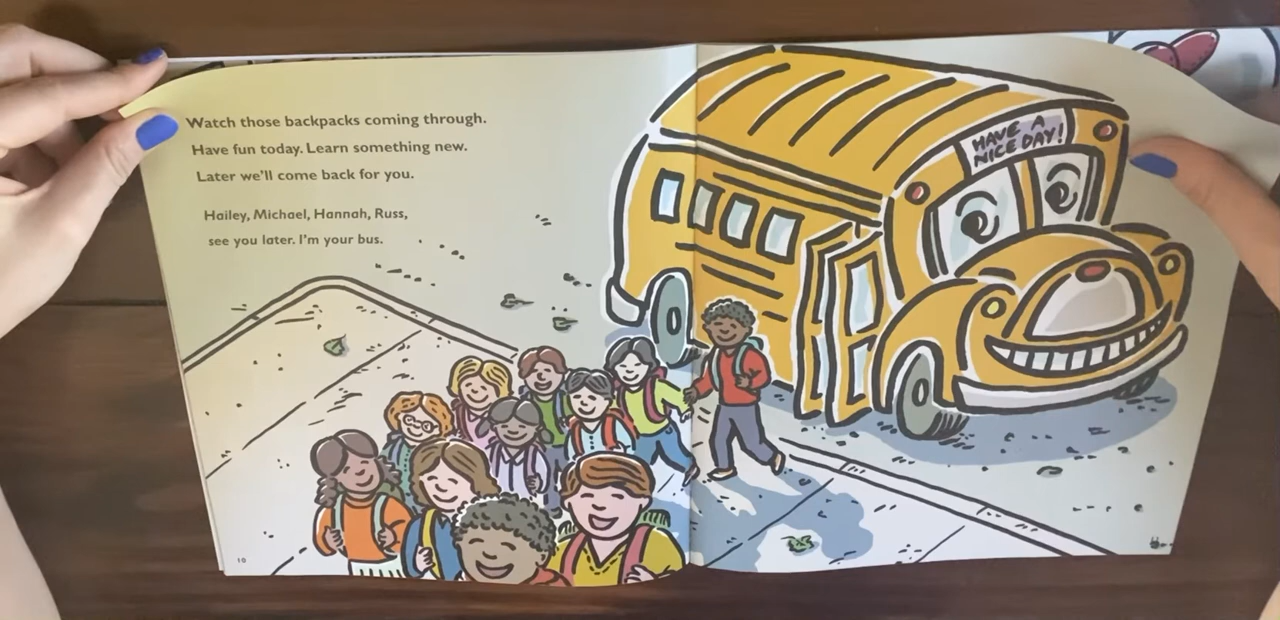 Watch those backpacks coming through.
Have fun today. Learn something new.
Later we'll come back for you.
Hailey, Michael, Hannah, Russ,
see you later. I'm your bus.
HAVE A
NICE DAY!
10